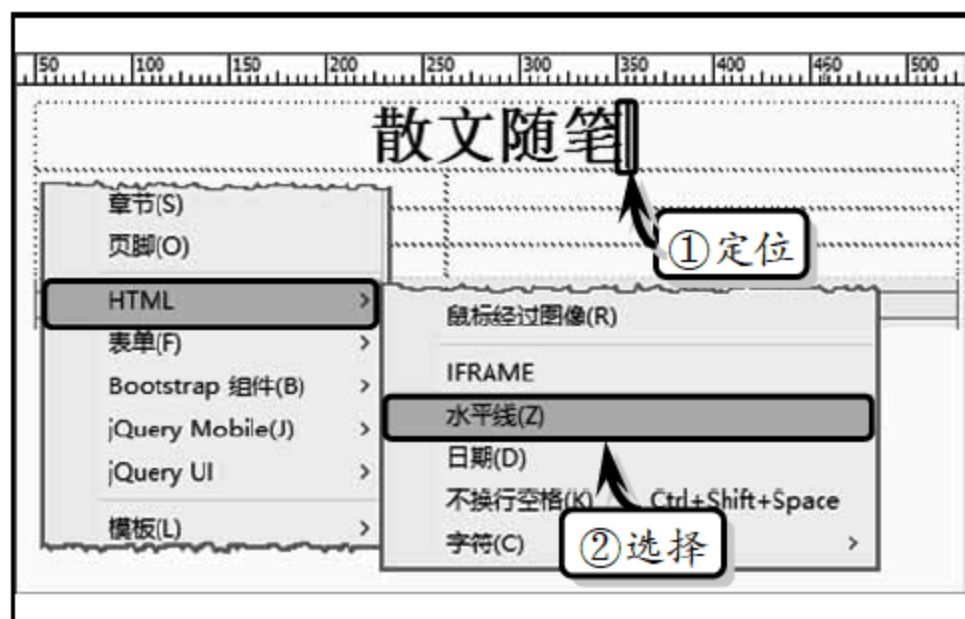 50 100 150 200 250 300 350 400 450 500
散文随笔
①定位
章节(S)
页脚(O)
HTML >
表单(F) >
Bootstrap 组件(B) >
jQuery Mobile(J) >
jQuery UI >
模板(L) >
鼠标经过图像(R)
IFRAME
水平线(Z)
日期(D)
不换行空格(K) Ctrl+Shift+Space
字符(C) >
②选择